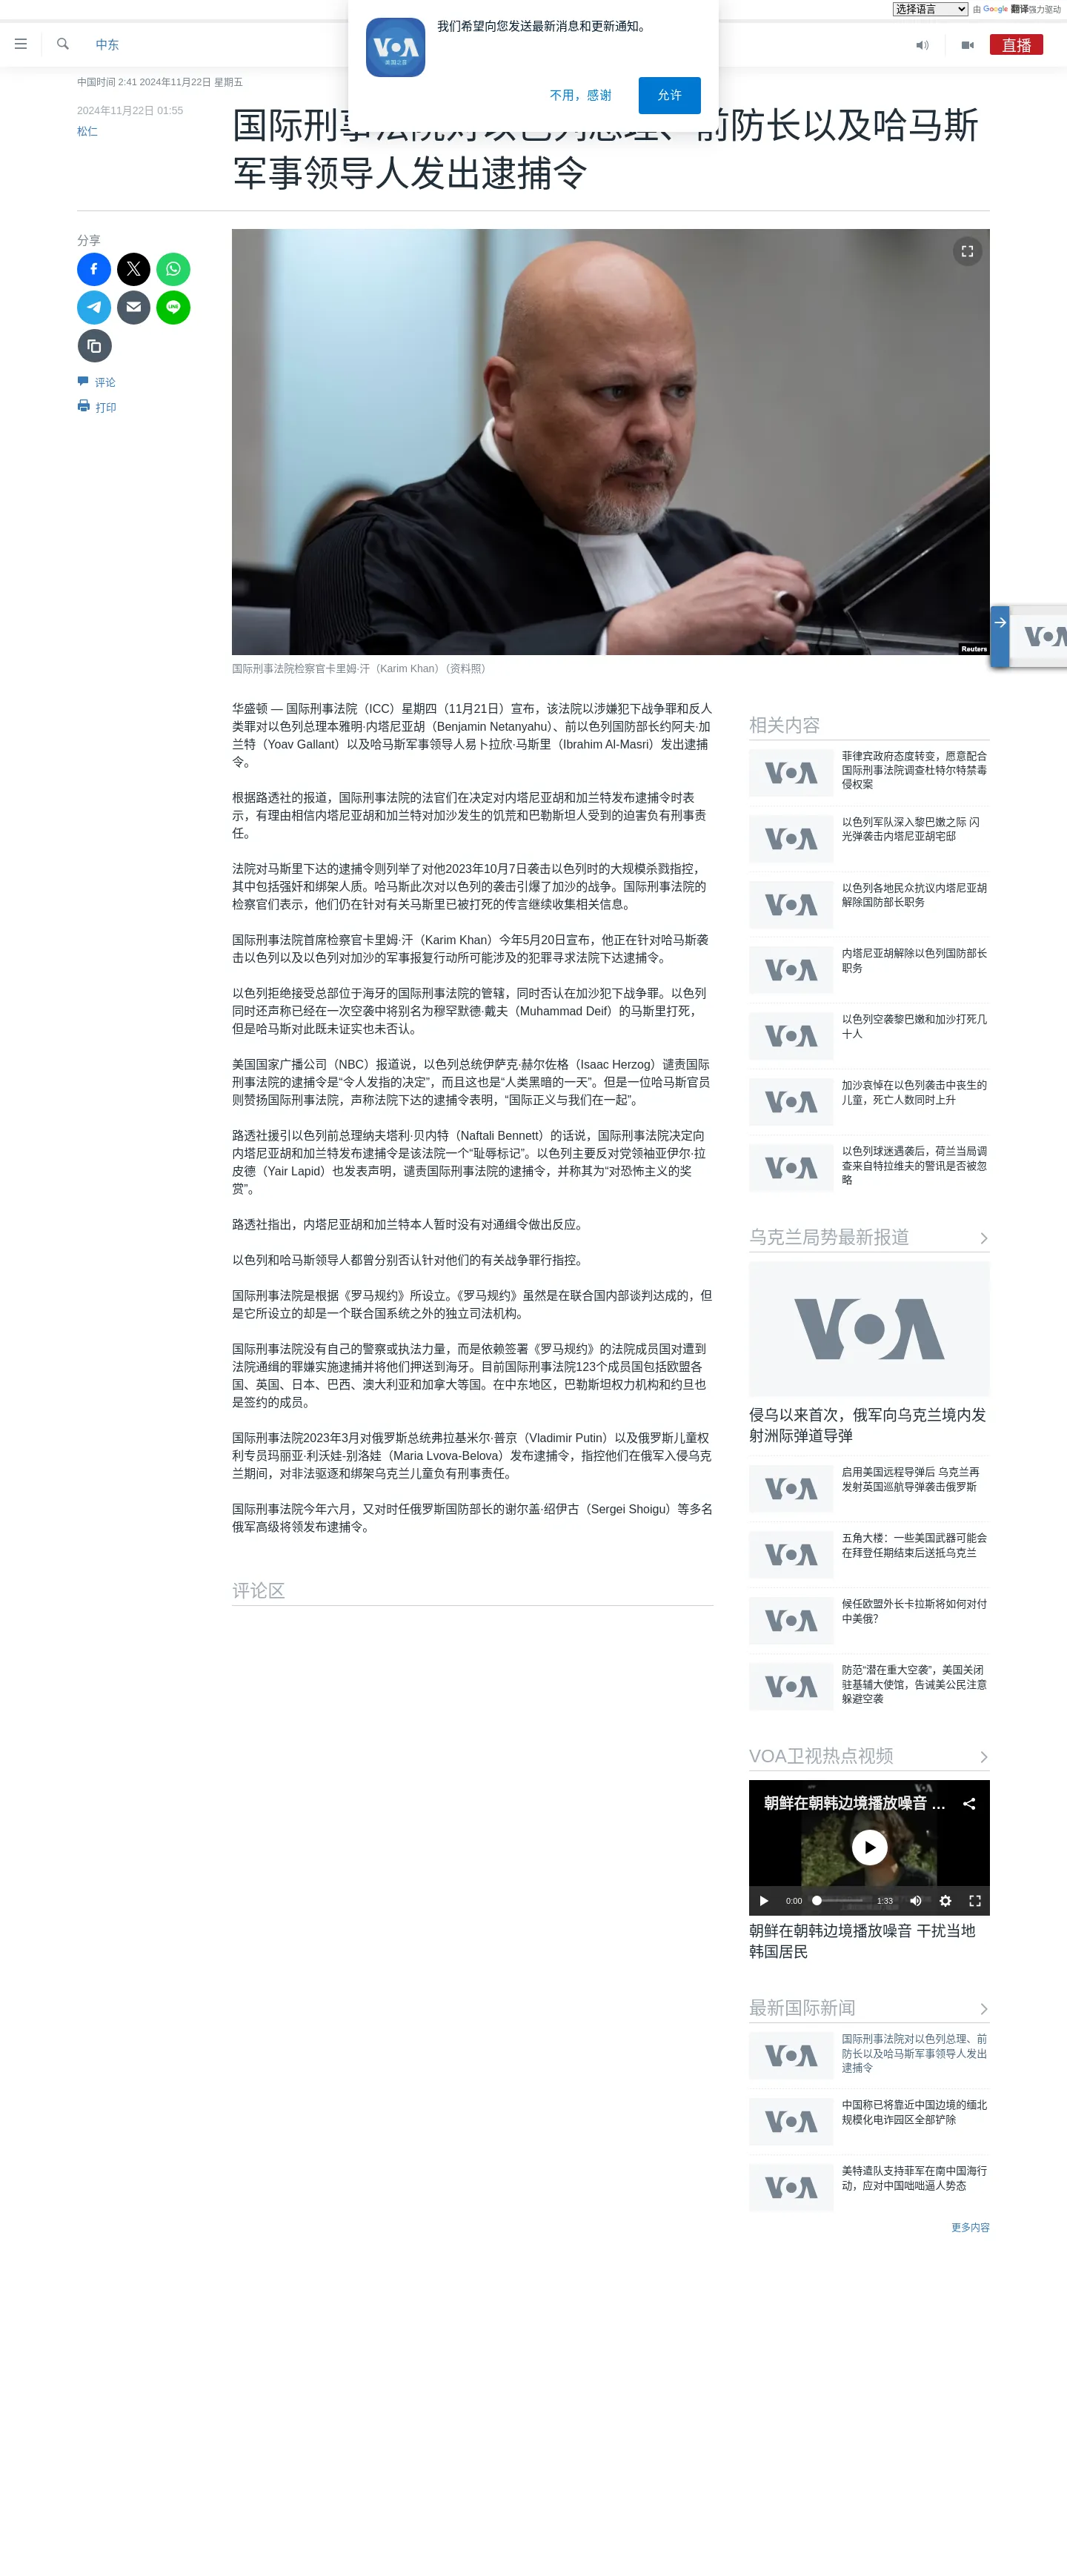 选择语言 由 Google 翻译强力驱动
VOA
美国之音
我们希望向您发送最新消息和更新通知。
不用，感谢
允许
中东
直播
中国时间 2:41 2024年11月22日 星期五
2024年11月22日 01:55
松仁
军事领导人发出逮捕令
分享
评论
打印
Reuters
国际刑事法院检察官卡里姆·汗（Karim Khan）（资料照）
华盛顿 — 国际刑事法院（ICC）星期四（11月21日）宣布，该法院以涉嫌犯下战争罪和反人
类罪对以色列总理本雅明·内塔尼亚胡（Benjamin Netanyahu）、前以色列国防部长约阿夫·加
兰特（Yoav Gallant）以及哈马斯军事领导人易卜拉欣·马斯里（Ibrahim Al-Masri）发出逮捕
令。
根据路透社的报道，国际刑事法院的法官们在决定对内塔尼亚胡和加兰特发布逮捕令时表
示，有理由相信内塔尼亚胡和加兰特对加沙发生的饥荒和巴勒斯坦人受到的迫害负有刑事责
任。
法院对马斯里下达的逮捕令则列举了对他2023年10月7日袭击以色列时的大规模杀戮指控，
其中包括强奸和绑架人质。哈马斯此次对以色列的袭击引爆了加沙的战争。国际刑事法院的
检察官们表示，他们仍在针对有关马斯里已被打死的传言继续收集相关信息。
国际刑事法院首席检察官卡里姆·汗（Karim Khan）今年5月20日宣布，他正在针对哈马斯袭
击以色列以及以色列对加沙的军事报复行动所可能涉及的犯罪寻求法院下达逮捕令。
以色列拒绝接受总部位于海牙的国际刑事法院的管辖，同时否认在加沙犯下战争罪。以色列
同时还声称已经在一次空袭中将别名为穆罕默德·戴夫（Muhammad Deif）的马斯里打死，
但是哈马斯对此既未证实也未否认。
美国国家广播公司（NBC）报道说，以色列总统伊萨克·赫尔佐格（Isaac Herzog）谴责国际
刑事法院的逮捕令是“令人发指的决定”，而且这也是“人类黑暗的一天”。但是一位哈马斯官员
则赞扬国际刑事法院，声称法院下达的逮捕令表明，“国际正义与我们在一起”。
路透社援引以色列前总理纳夫塔利·贝内特（Naftali Bennett）的话说，国际刑事法院决定向
内塔尼亚胡和加兰特发布逮捕令是该法院一个“耻辱标记”。以色列主要反对党领袖亚伊尔·拉
皮德（Yair Lapid）也发表声明，谴责国际刑事法院的逮捕令，并称其为“对恐怖主义的奖
赏”。
路透社指出，内塔尼亚胡和加兰特本人暂时没有对通缉令做出反应。
以色列和哈马斯领导人都曾分别否认针对他们的有关战争罪行指控。
国际刑事法院是根据《罗马规约》所设立。《罗马规约》虽然是在联合国内部谈判达成的，但
是它所设立的却是一个联合国系统之外的独立司法机构。
国际刑事法院没有自己的警察或执法力量，而是依赖签署《罗马规约》的法院成员国对遭到
法院通缉的罪嫌实施逮捕并将他们押送到海牙。目前国际刑事法院123个成员国包括欧盟各
国、英国、日本、巴西、澳大利亚和加拿大等国。在中东地区，巴勒斯坦权力机构和约旦也
是签约的成员。
国际刑事法院2023年3月对俄罗斯总统弗拉基米尔·普京（Vladimir Putin）以及俄罗斯儿童权
利专员玛丽亚·利沃娃-别洛娃（Maria Lvova-Belova）发布逮捕令，指控他们在俄军入侵乌克
兰期间，对非法驱逐和绑架乌克兰儿童负有刑事责任。
国际刑事法院今年六月，又对时任俄罗斯国防部长的谢尔盖·绍伊古（Sergei Shoigu）等多名
俄军高级将领发布逮捕令。
评论区
相关内容
菲律宾政府态度转变，愿意配合
国际刑事法院调查杜特尔特禁毒
侵权案
以色列军队深入黎巴嫩之际 闪
光弹袭击内塔尼亚胡宅邸
以色列各地民众抗议内塔尼亚胡
解除国防部长职务
内塔尼亚胡解除以色列国防部长
职务
以色列空袭黎巴嫩和加沙打死几
十人
加沙哀悼在以色列袭击中丧生的
儿童，死亡人数同时上升
以色列球迷遇袭后，荷兰当局调
查来自特拉维夫的警讯是否被忽
略
乌克兰局势最新报道
VOA
侵乌以来首次，俄军向乌克兰境内发
射洲际弹道导弹
启用美国远程导弹后 乌克兰再
发射英国巡航导弹袭击俄罗斯
五角大楼：一些美国武器可能会
在拜登任期结束后送抵乌克兰
候任欧盟外长卡拉斯将如何对付
中美俄？
防范“潜在重大空袭”，美国关闭
驻基辅大使馆，告诫美公民注意
躲避空袭
VOA卫视热点视频
朝鲜在朝韩边境播放噪音 …
0:00 1:33
朝鲜在朝韩边境播放噪音 干扰当地
韩国居民
最新国际新闻
国际刑事法院对以色列总理、前
防长以及哈马斯军事领导人发出
逮捕令
中国称已将靠近中国边境的缅北
规模化电诈园区全部铲除
美特遣队支持菲军在南中国海行
动，应对中国咄咄逼人势态
更多内容